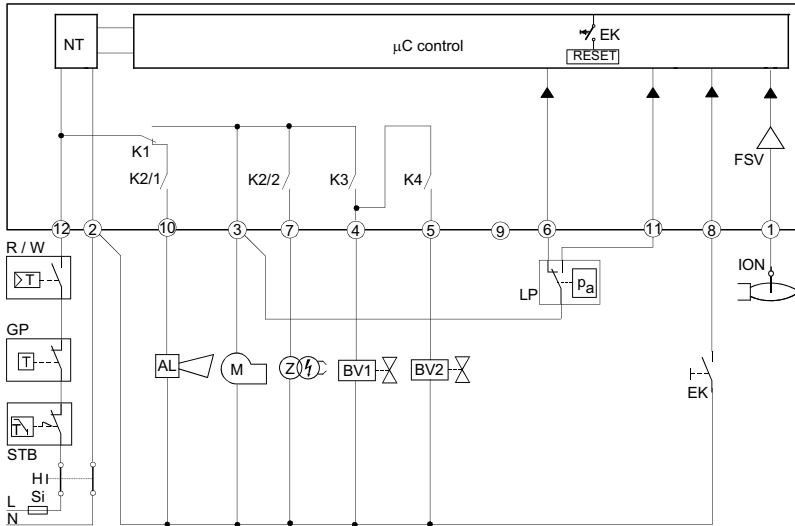 NT
µC control
EK
RESET
K1
K2/1
K2/2
K3
K4
FSV
12
2
10
3
7
4
5
9
6
11
8
1
R / W
T
GP
T
STB
T
H
Si
L
N
AL
M
Z
BV1
BV2
LP
pa
ION
EK